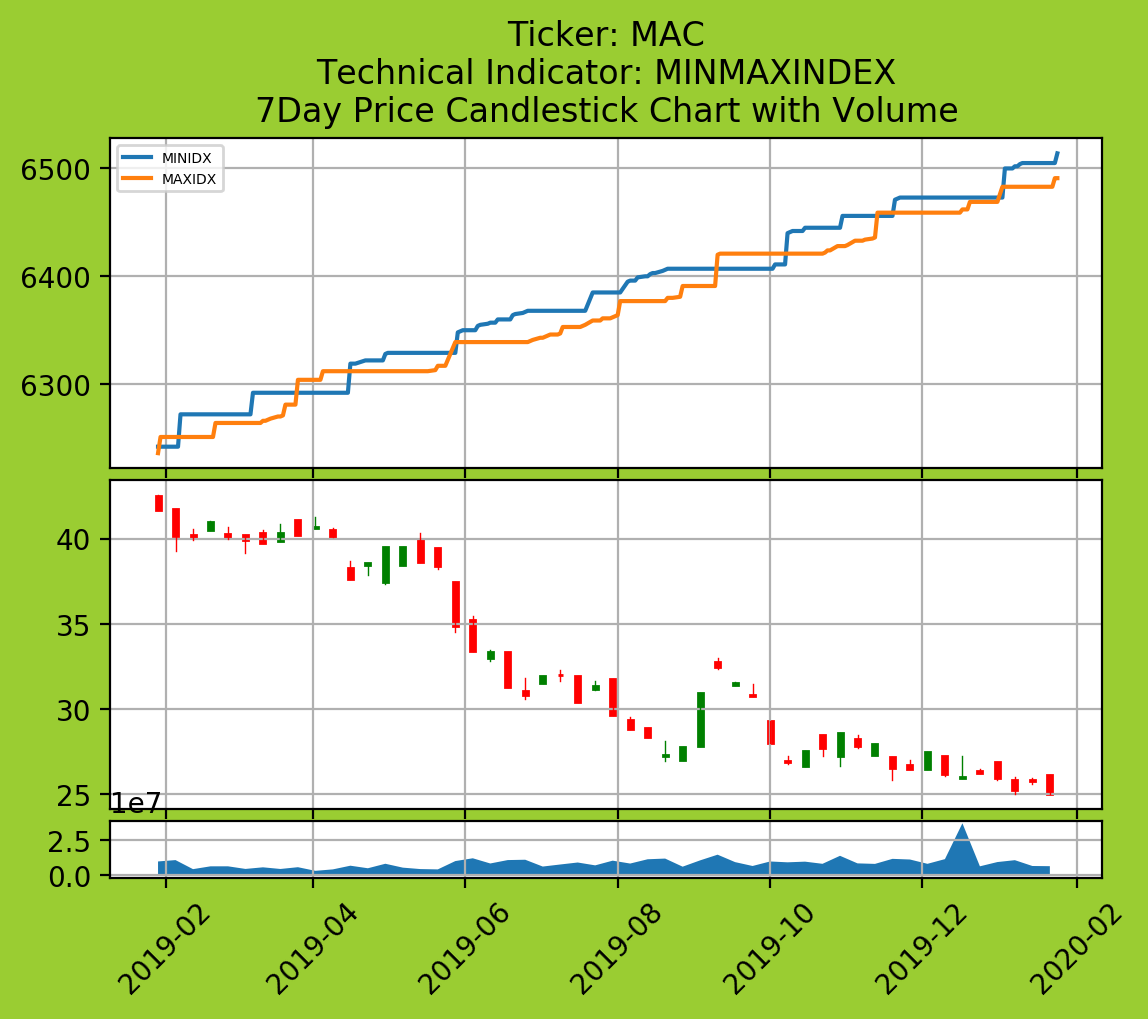 Ticker: MAC
Technical Indicator: MINMAXINDEX
7Day Price Candlestick Chart with Volume
MINIDX
MAXIDX
6500
6400
6300
40
35
30
25
1e7
2.5
0.0
2019-02
2019-04
2019-06
2019-08
2019-10
2019-12
2020-02